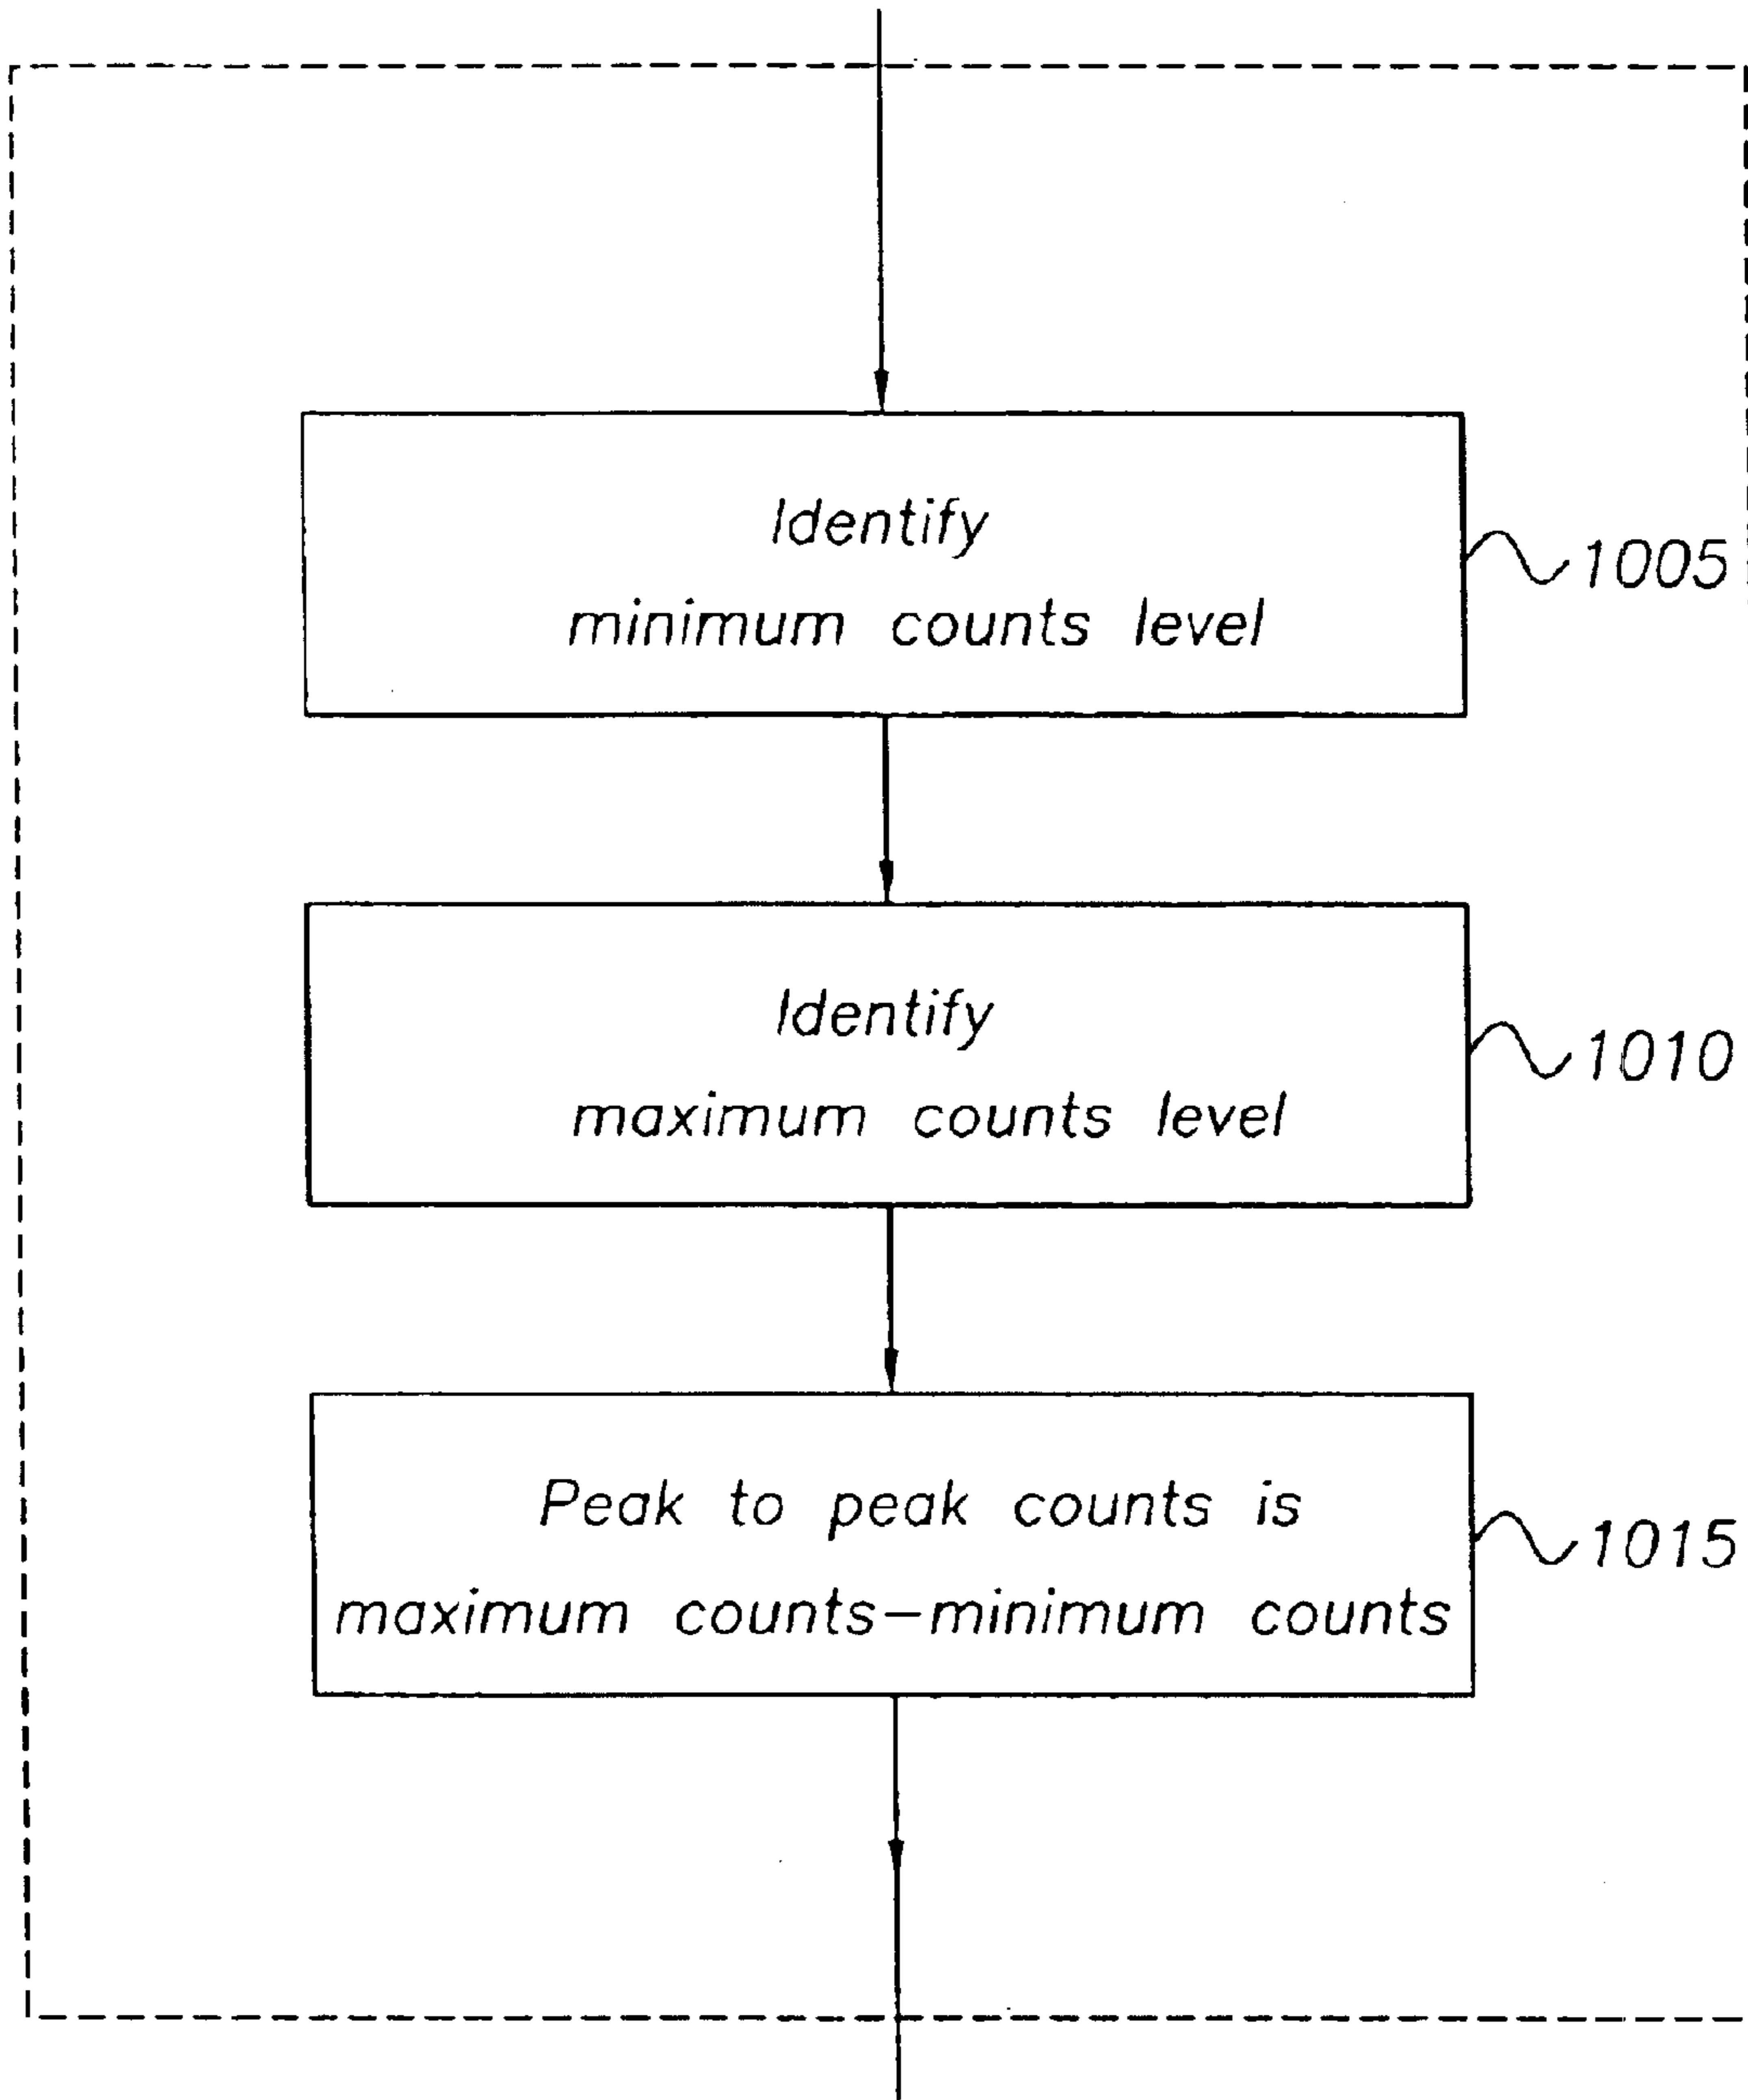 Identify
minimum counts level
1005
Identify
maximum counts level
1010
Peak to peak counts is
maximum counts–minimum counts
1015